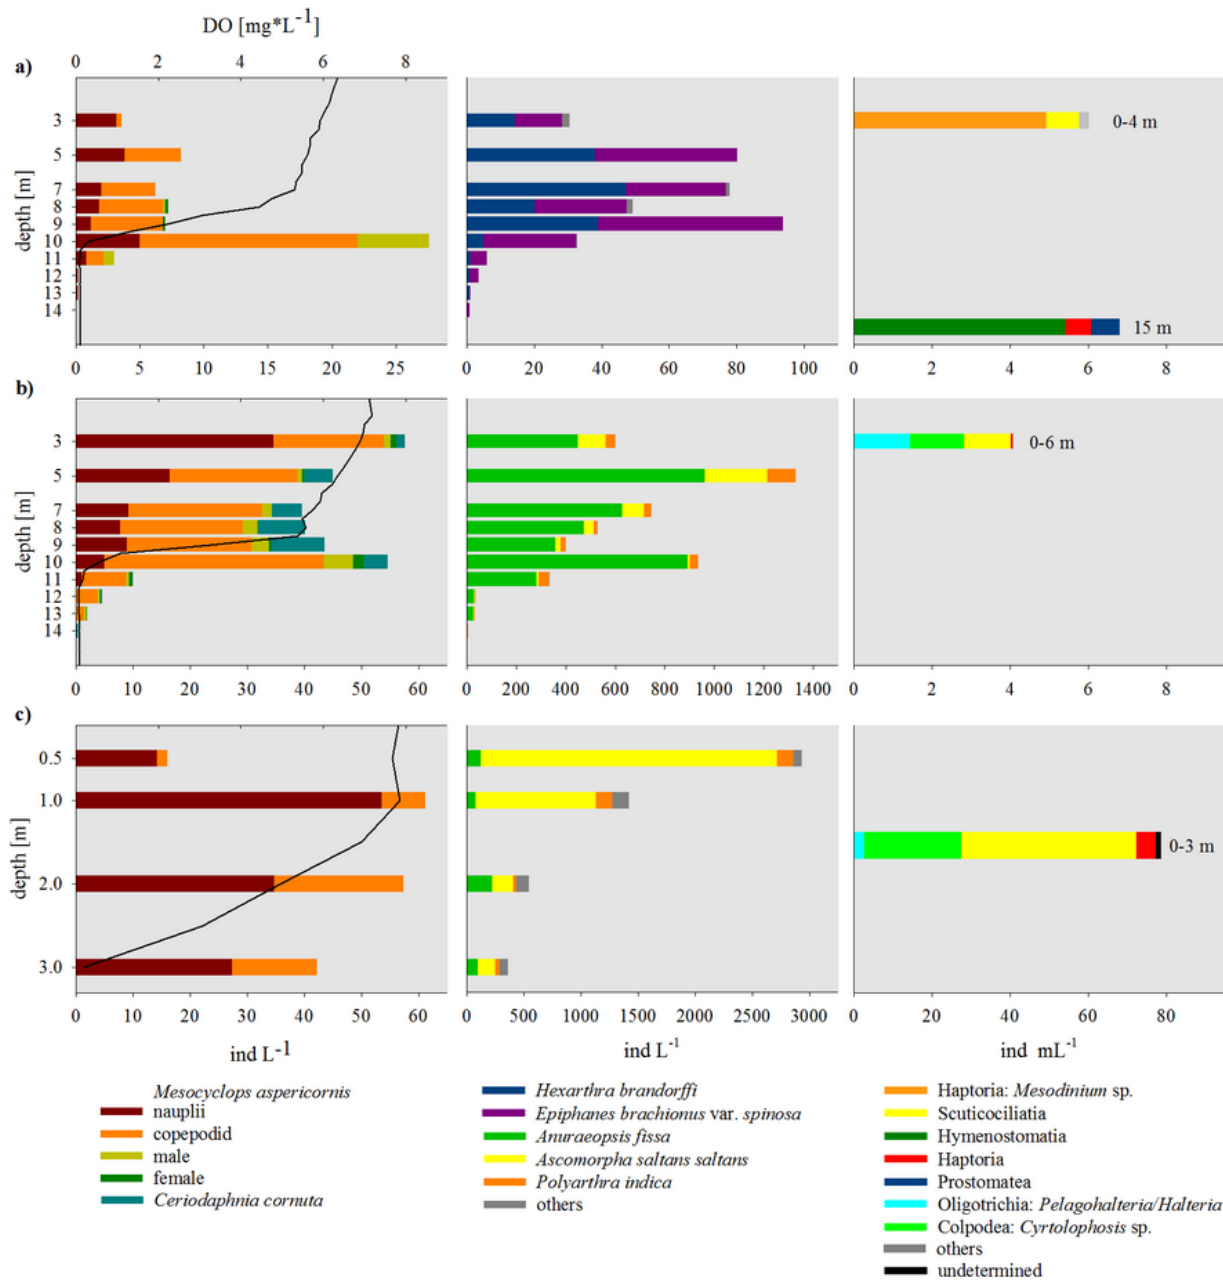 DO [mg*L-1]
0 2 4 6 8
a)
3
5
7
8
9
10
11
12
13
14
depth [m]
0-4 m
15 m
0 5 10 15 20 25
0 20 40 60 80 100
0 2 4 6 8
b)
3
5
7
8
9
10
11
12
13
14
depth [m]
0-6 m
0 10 20 30 40 50 60
0 200 400 600 800 1000 1200 1400
0 2 4 6 8
c)
0.5
1.0
2.0
3.0
depth [m]
0-3 m
0 10 20 30 40 50 60
0 500 1000 1500 2000 2500 3000
0 20 40 60 80
ind L-1
ind L-1
ind mL-1
Mesocyclops aspericornis
nauplii
copepodid
male
female
Ceriodaphnia cornuta
Hexarthra brandorffi
Epiphanes brachionus var. spinosa
Anuraeopsis fissa
Ascomorpha saltans saltans
Polyarthra indica
others
Haptoria: Mesodinium sp.
Scuticociliatia
Hymenostomatia
Haptoria
Prostomatea
Oligotrichia: Pelagohalteria/Halteria
Colpodea: Cyrtolophosis sp.
others
undetermined